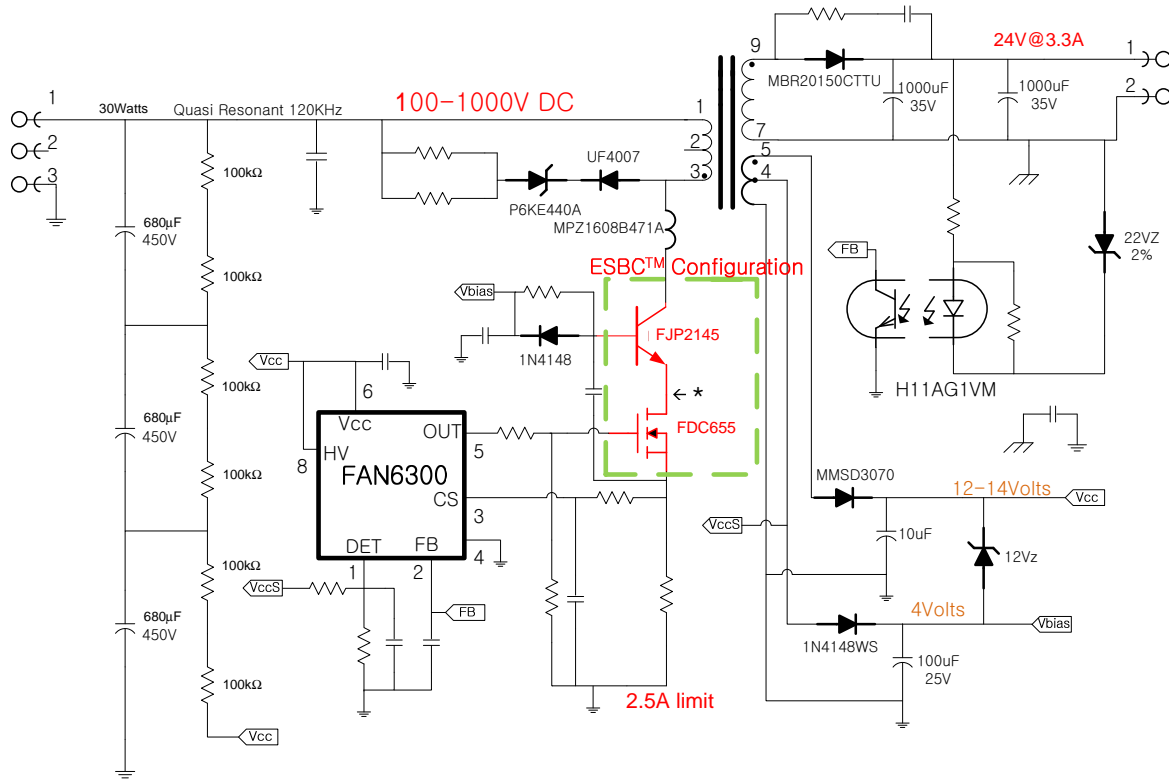 1
2
3
30Watts
Quasi Resonant 120KHz
100-1000V DC
100kΩ
680μF
450V
100kΩ
100kΩ
680μF
450V
100kΩ
100kΩ
680μF
450V
100kΩ
Vcc
P6KE440A
UF4007
MPZ1608B471A
1
2
3
9
7
5
4
MBR20150CTTU
24V@3.3A
1000uF
35V
1000uF
35V
1
2
22VZ
2%
FB
H11AG1VM
ESBC™ Configuration
Vbias
1N4148
FJP2145
← *
FDC655
Vcc
6
Vcc
OUT
5
8
HV
FAN6300
CS
3
4
DET
FB
1
2
VccS
FB
2.5A limit
MMSD3070
12-14Volts
Vcc
VccS
10uF
12Vz
4Volts
Vbias
1N4148WS
100uF
25V